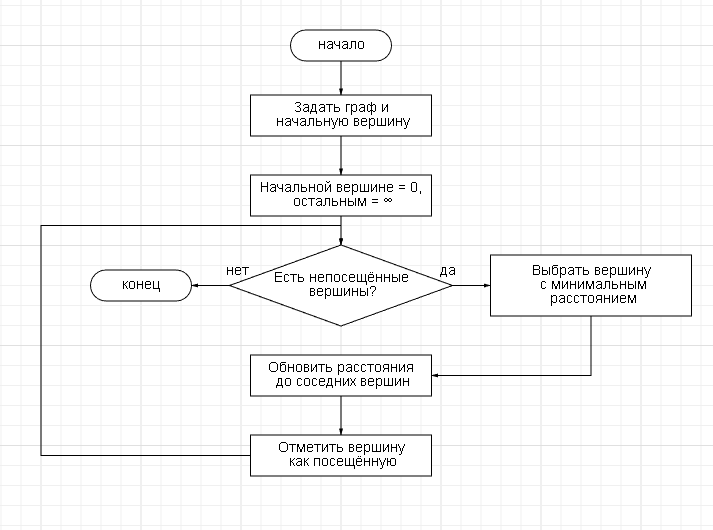 начало
Задать граф и
начальную вершину
Начальной вершине = 0,
остальным = ∞
нет
да
конец
Есть непосещённые
вершины?
Выбрать вершину
с минимальным
расстоянием
Обновить расстояния
до соседних вершин
Отметить вершину
как посещённую